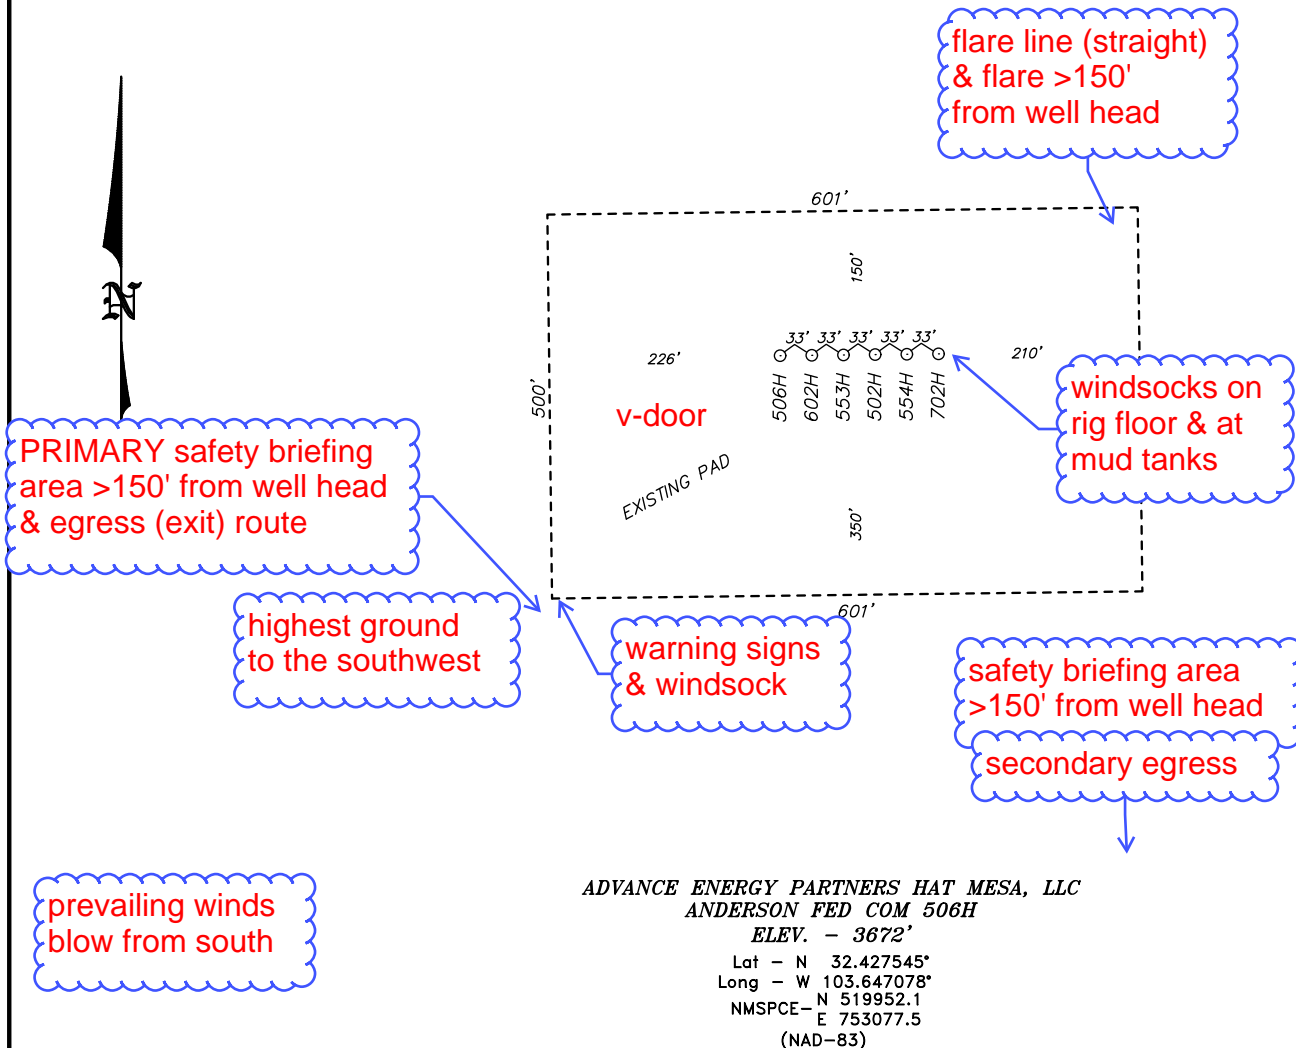 flare line (straight)
& flare >150'
from well head
601'
150'
N
33' 33' 33' 33' 33'
226'
210'
500'
506H
602H
553H
502H
554H
702H
windsocks on
rig floor & at
mud tanks
v-door
PRIMARY safety briefing
area >150' from well head
& egress (exit) route
EXISTING PAD
350'
601'
highest ground
to the southwest
warning signs
& windsock
safety briefing area
>150' from well head
secondary egress
prevailing winds
blow from south
ADVANCE ENERGY PARTNERS HAT MESA, LLC
ANDERSON FED COM 506H
ELEV. - 3672'
Lat - N 32.427545°
Long - W 103.647078°
NMSPCE- N 519952.1
E 753077.5
(NAD-83)